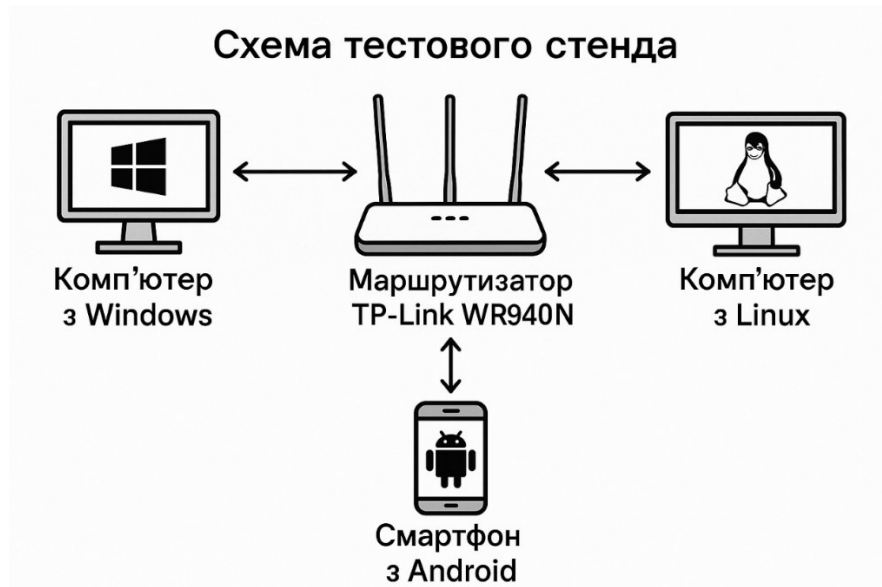 Схема тестового стенда
Комп'ютер
з Windows
Маршрутизатор
TP-Link WR940N
Комп'ютер
з Linux
Смартфон
з Android